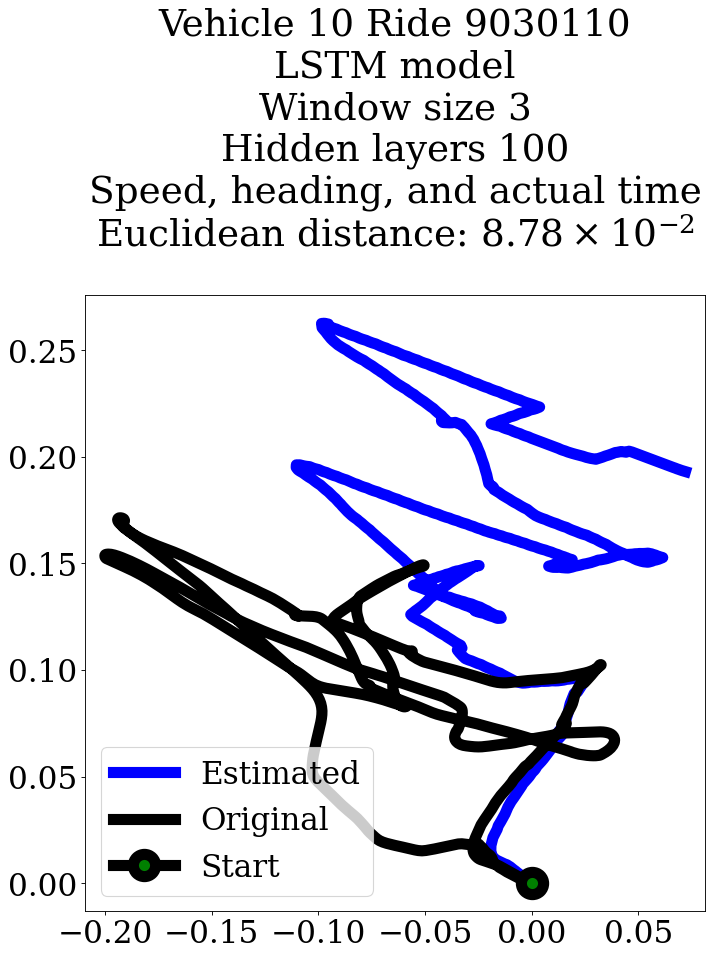 Vehicle 10 Ride 9030110
LSTM model
Window size 3
Hidden layers 100
Speed, heading, and actual time
Euclidean distance: 8.78 × 10⁻²
0.25
0.20
0.15
0.10
0.05
0.00
Estimated
Original
Start
−0.20 −0.15 −0.10 −0.05 0.00 0.05